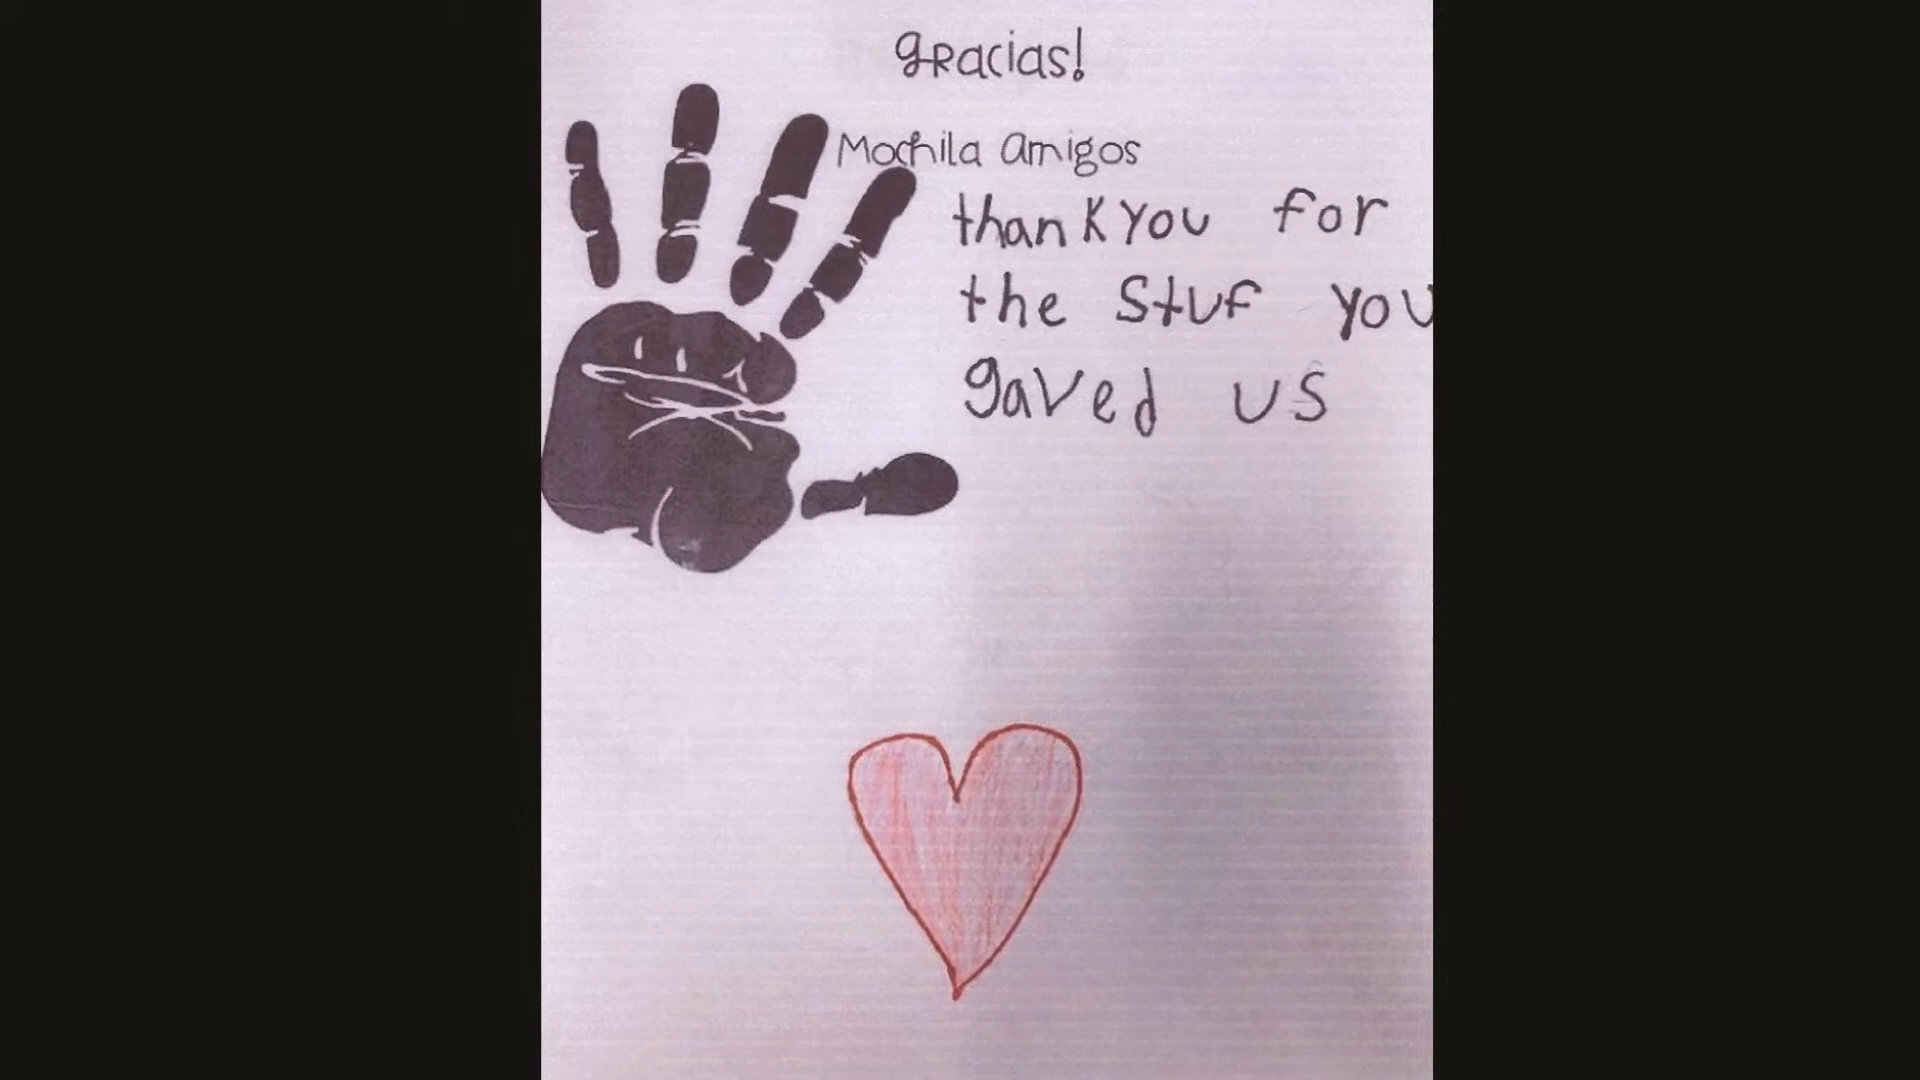 gracias!
Mochila Amigos
thank you for
the stuf you
gaved us